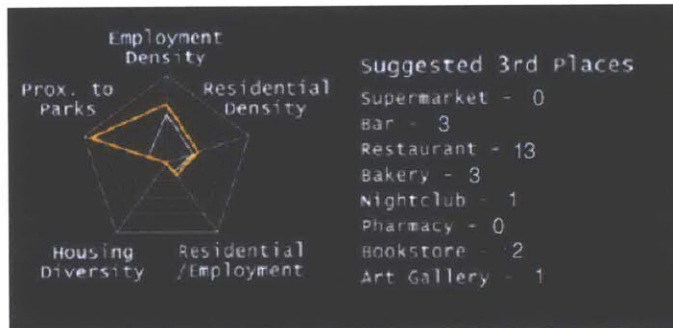 Employment
Density
Prox. to
Parks
Residential
Density
Housing
Diversity
Residential
/Employment
Suggested 3rd Places
Supermarket - 0
Bar - 3
Restaurant - 13
Bakery - 3
Nightclub - 1
Pharmacy - 0
Bookstore - 2
Art Gallery - 1